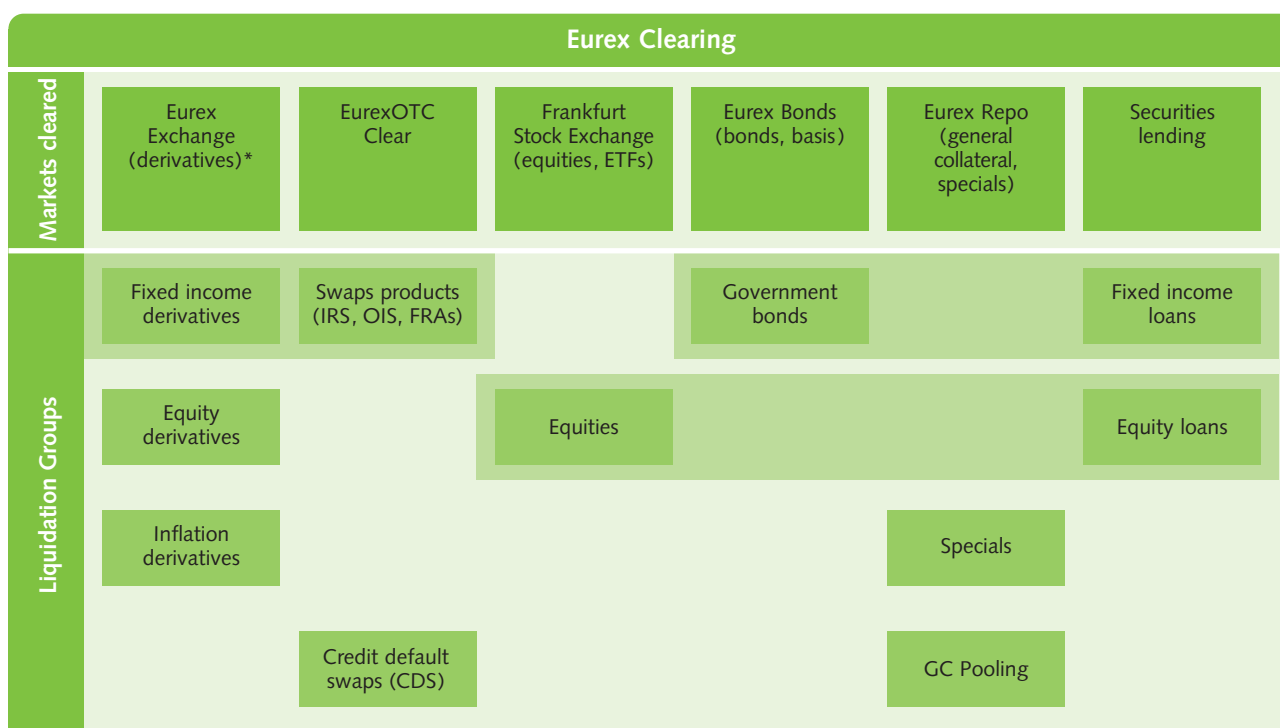 Eurex Clearing
Markets cleared
Eurex
Exchange
(derivatives)*
EurexOTC
Clear
Frankfurt
Stock Exchange
(equities, ETFs)
Eurex Bonds
(bonds, basis)
Eurex Repo
(general
collateral,
specials)
Securities
lending
Liquidation Groups
Fixed income
derivatives
Swaps products
(IRS, OIS, FRAs)
Government
bonds
Fixed income
loans
Equity
derivatives
Equities
Equity loans
Inflation
derivatives
Specials
Credit default
swaps (CDS)
GC Pooling